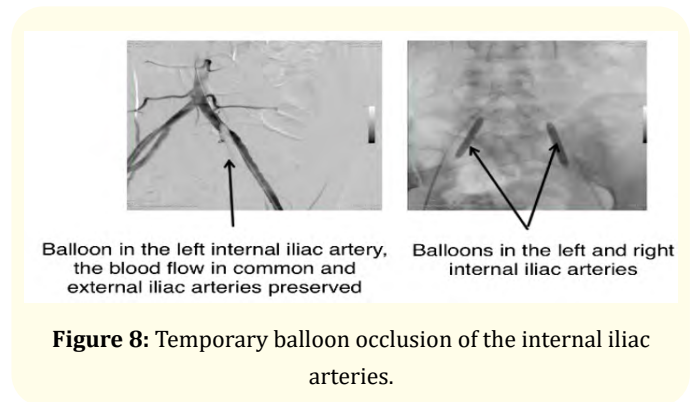 Balloon in the left internal iliac artery,
the blood flow in common and
external iliac arteries preserved
Balloons in the left and right
internal iliac arteries
Figure 8: Temporary balloon occlusion of the internal iliac
arteries.